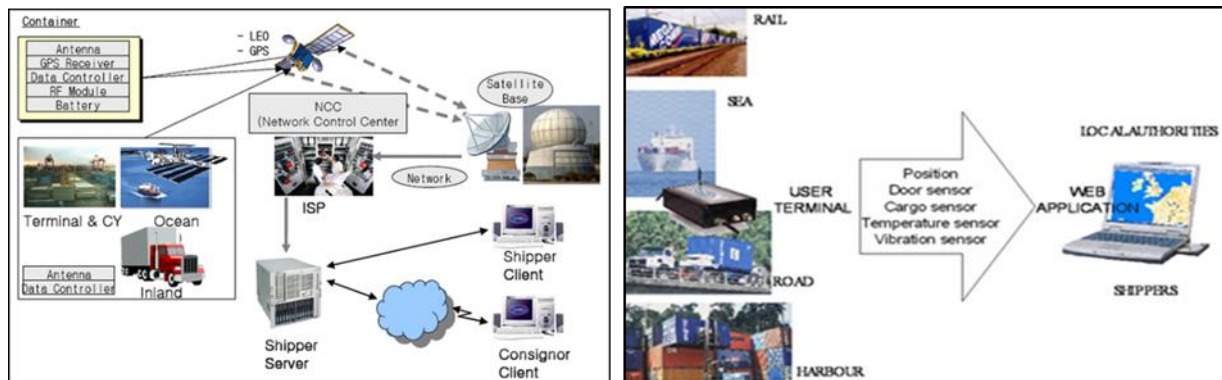 Container
Antenna
GPS Receiver
Data Controller
RF Module
Battery
- LEO
- GPS
Satellite
Base
NCC
(Network Control Center
Network
ISP
Terminal & CY
Ocean
Antenna
Data Controller
Inland
Shipper
Client
Shipper
Server
Consignor
Client
RAIL
SEA
USER
TERMINAL
ROAD
HARBOUR
Position
Door sensor
Cargo sensor
Temperature sensor
Vibration sensor
LOCALAUTHORITIES
WEB
APPLICATION
SHIPPERS